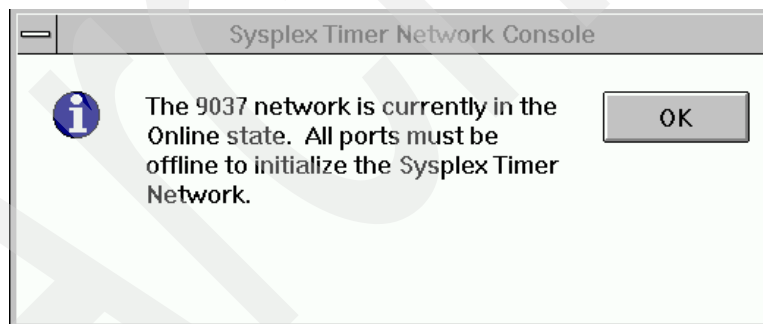 Sysplex Timer Network Console
The 9037 network is currently in the
Online state. All ports must be
offline to initialize the Sysplex Timer
Network.
OK